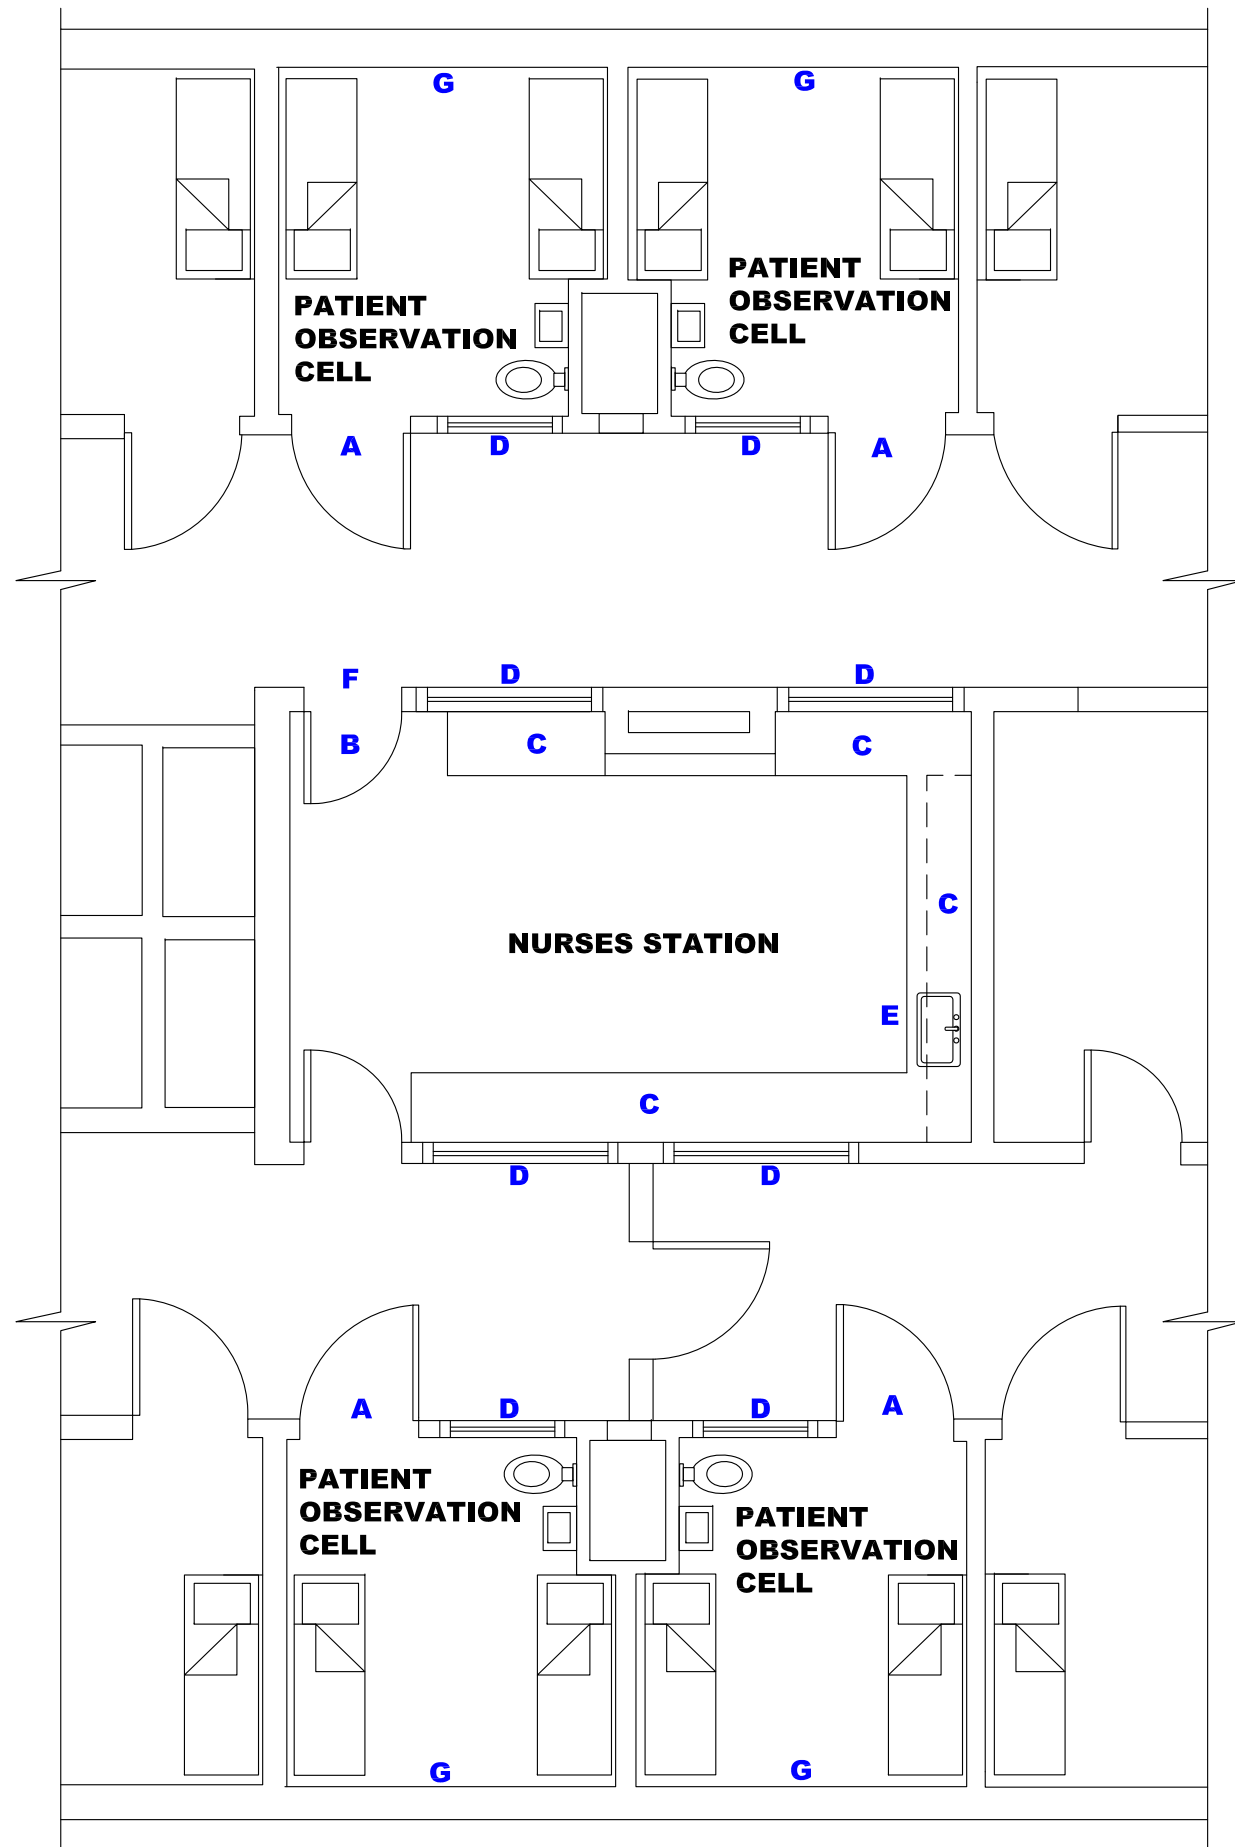 G
G
PATIENT
OBSERVATION
CELL
PATIENT
OBSERVATION
CELL
A
D
D
A
F
D
D
B
C
C
C
NURSES STATION
E
C
D
D
A
D
D
A
PATIENT
OBSERVATION
CELL
PATIENT
OBSERVATION
CELL
G
G